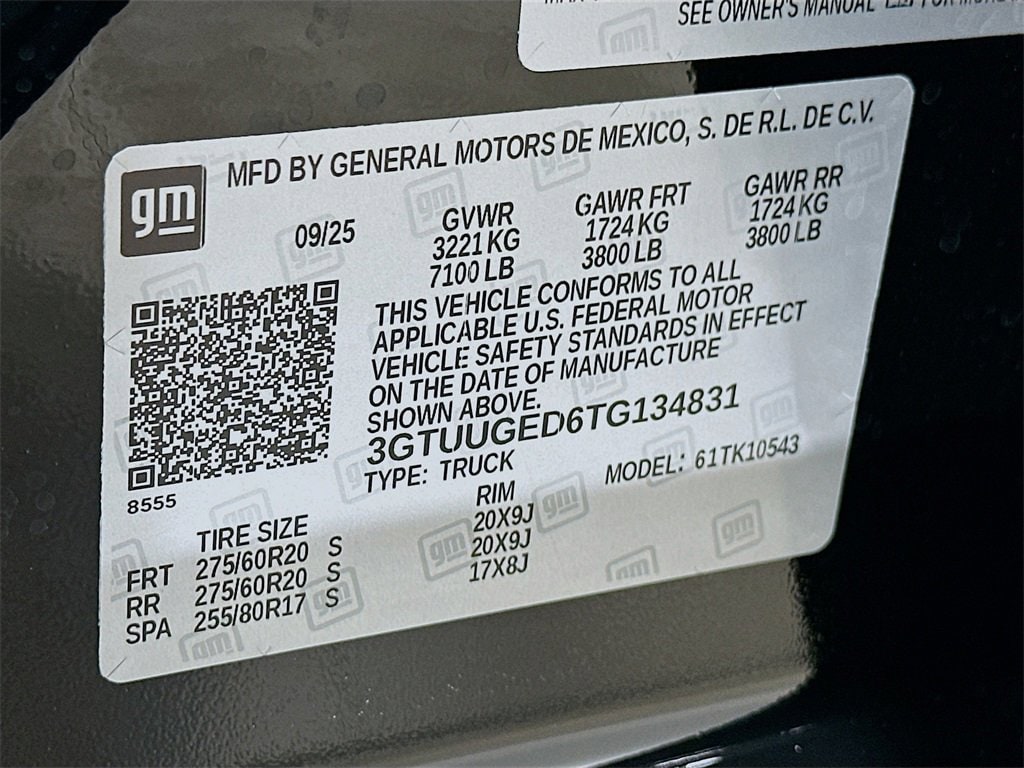 SEE OWNER'S MANUAL
gm
MFD BY GENERAL MOTORS DE MEXICO, S. DE R.L. DE C.V.
09/25
GVWR
3221 KG
7100 LB
GAWR FRT
1724 KG
3800 LB
GAWR RR
1724 KG
3800 LB
THIS VEHICLE CONFORMS TO ALL
APPLICABLE U.S. FEDERAL MOTOR
VEHICLE SAFETY STANDARDS IN EFFECT
ON THE DATE OF MANUFACTURE
SHOWN ABOVE.
3GTUUGED6TG134831
TYPE: TRUCK MODEL: 61TK10543
8555
TIRE SIZE RIM
FRT 275/60R20 S 20X9J
RR 275/60R20 S 20X9J
SPA 255/80R17 S 17X8J